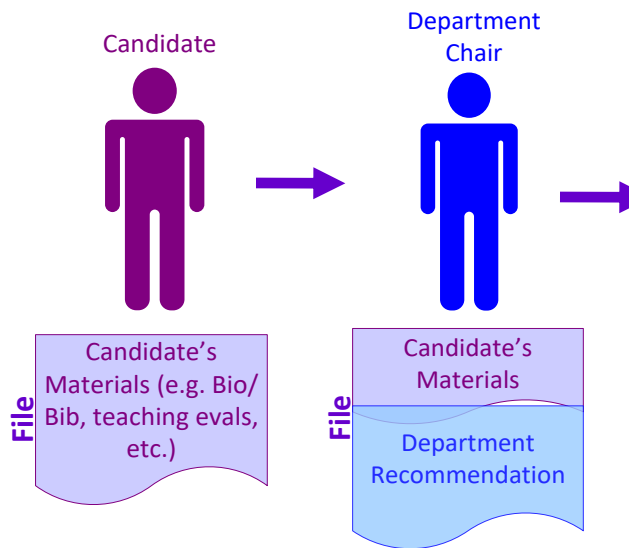 Candidate
Department
Chair
File
Candidate’s
Materials (e.g. Bio/
Bib, teaching evals,
etc.)
File
Candidate’s
Materials
Department
Recommendation